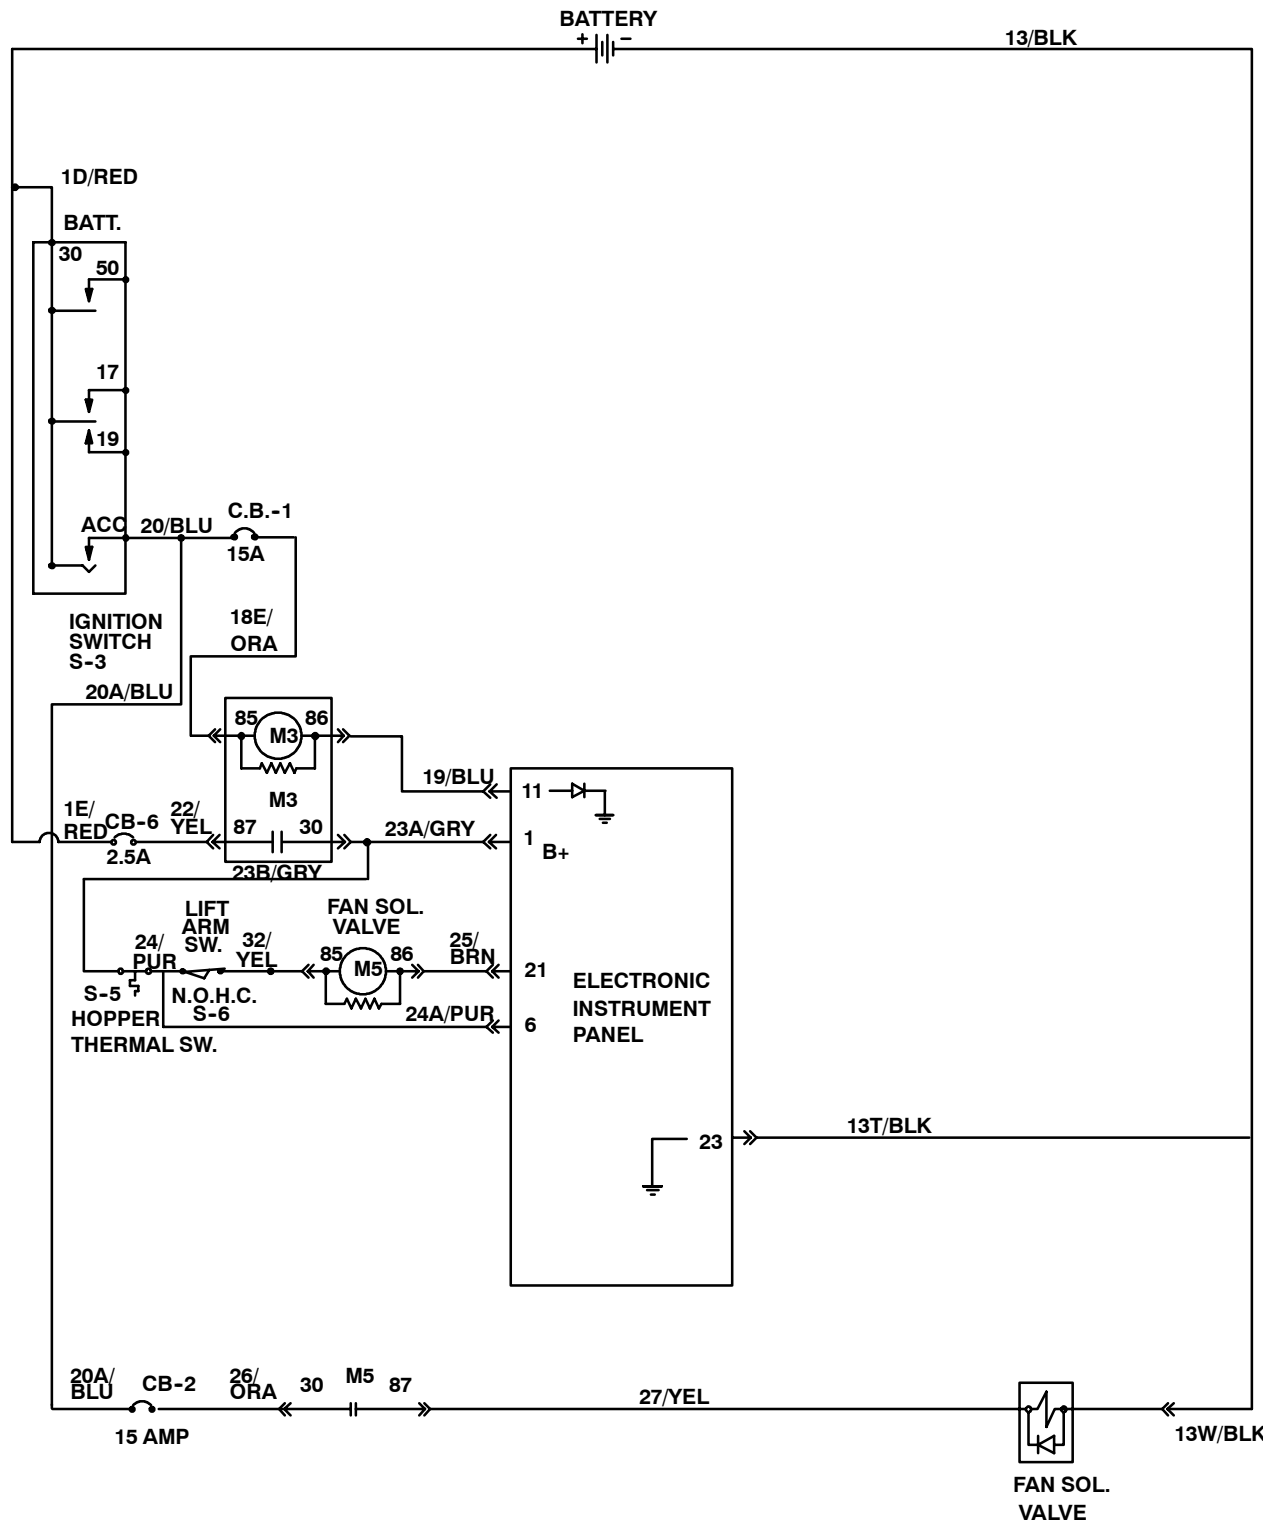 BATTERY
+ −
13/BLK
1D/RED
BATT.
30
50
17
19
ACC
20/BLU
C.B.-1
15A
IGNITION
SWITCH
S-3
18E/
ORA
20A/BLU
85
M3
86
M3
19/BLU
11
1E/
RED
CB-6
2.5A
22/
YEL
87
30
23A/GRY
1
B+
23B/GRY
LIFT
ARM
SW.
FAN SOL.
VALVE
24/
PUR
32/
YEL
85
M5
86
25/
BRN
21
S-5
HOPPER
THERMAL SW.
N.O.H.C.
S-6
24A/PUR
6
ELECTRONIC
INSTRUMENT
PANEL
23
13T/BLK
20A/
BLU
CB-2
15 AMP
26/
ORA
30
M5
87
27/YEL
13W/BLK
FAN SOL.
VALVE